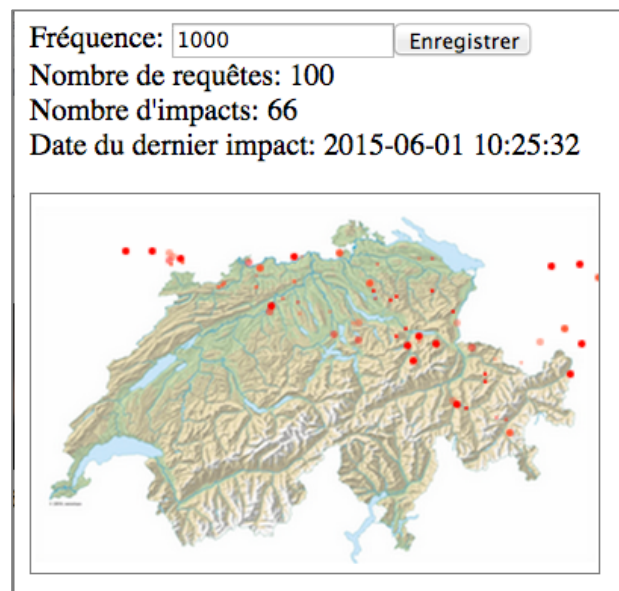 Fréquence: 1000 Enregistrer
Nombre de requêtes: 100
Nombre d'impacts: 66
Date du dernier impact: 2015-06-01 10:25:32